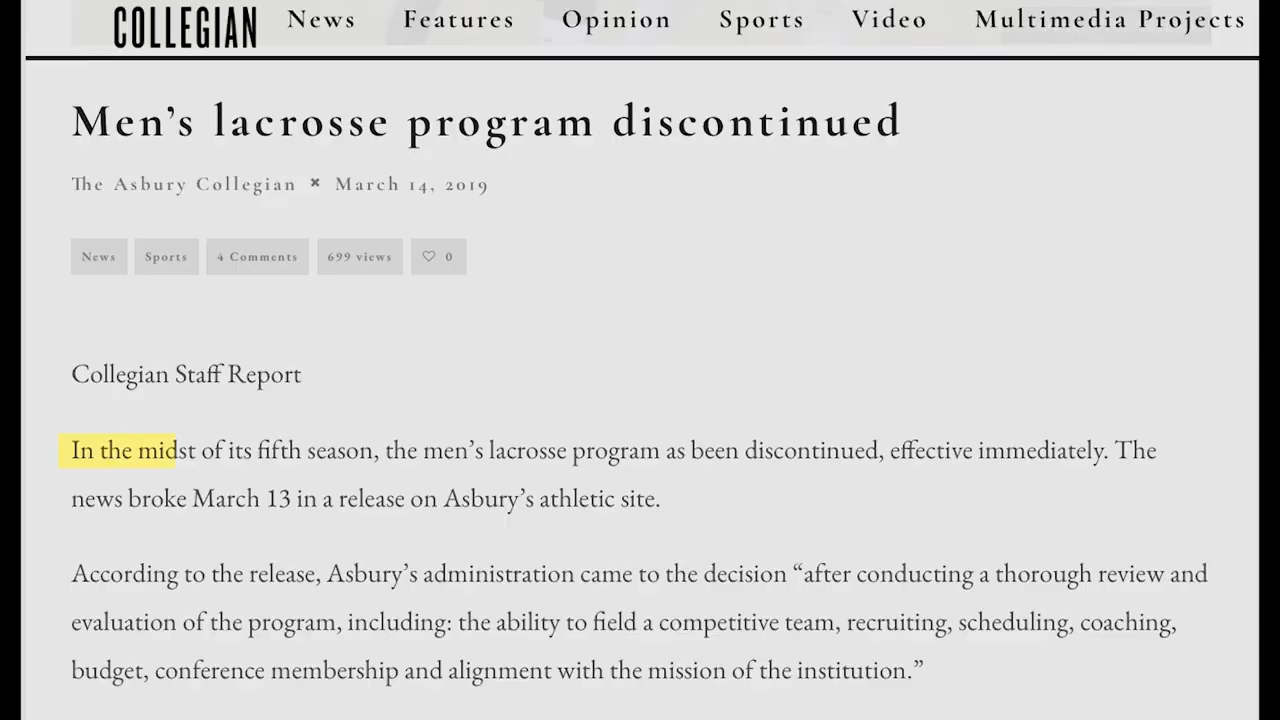 COLLEGIAN News Features Opinion Sports Video Multimedia Projects
Men’s lacrosse program discontinued
The Asbury Collegian × March 14, 2019
News Sports 4 Comments 699 views ♡ 0
Collegian Staff Report
In the midst of its fifth season, the men’s lacrosse program as been discontinued, effective immediately. The
news broke March 13 in a release on Asbury’s athletic site.
According to the release, Asbury’s administration came to the decision “after conducting a thorough review and
evaluation of the program, including: the ability to field a competitive team, recruiting, scheduling, coaching,
budget, conference membership and alignment with the mission of the institution.”